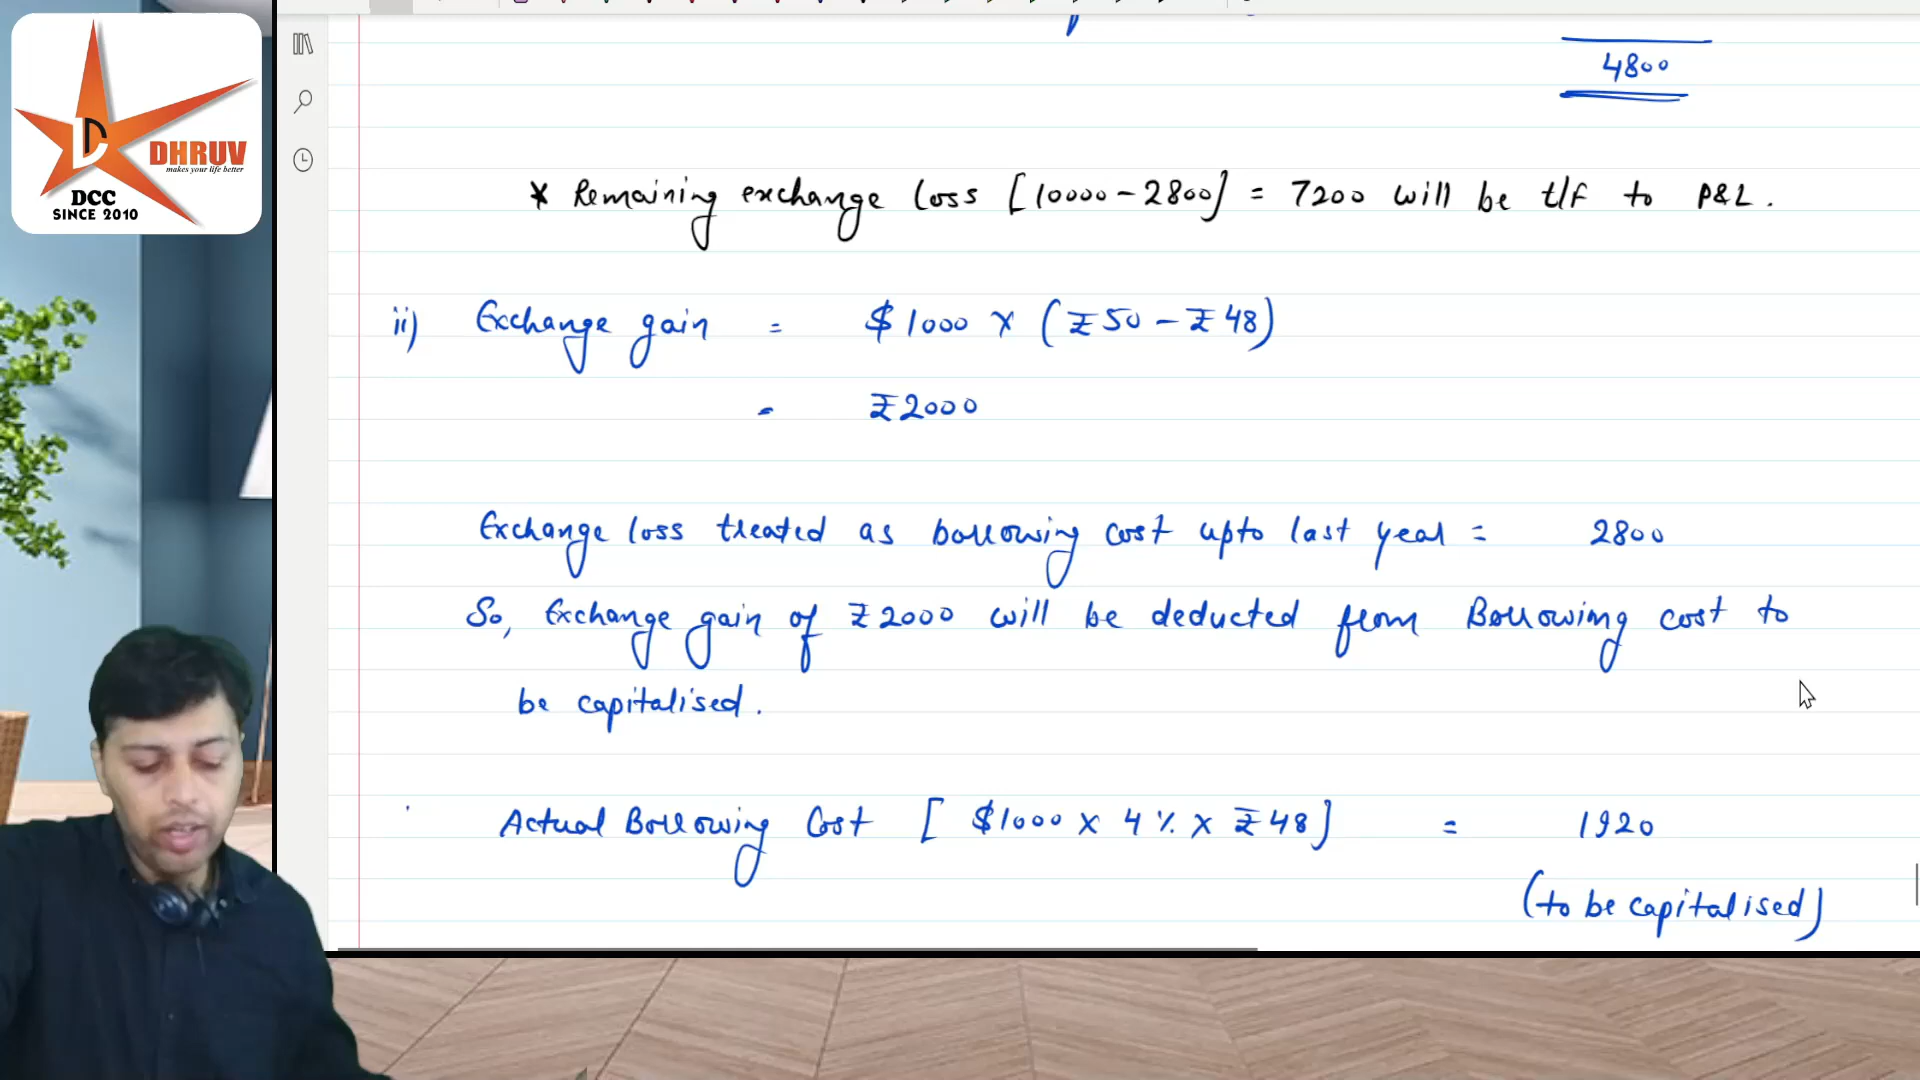 DHRUV
makes your life better
DCC
SINCE 2010
4800
* Remaining exchange loss [10000-2800] = 7200 will be t/f to P&L.
ii) Exchange gain = $1000 x (₹50 - ₹48)
= ₹2000
Exchange loss treated as borrowing cost upto last year = 2800
So, Exchange gain of ₹2000 will be deducted from Borrowing cost to
be capitalised.
Actual Borrowing Cost [ $1000 x 4% x ₹48] = 1920
(to be capitalised)